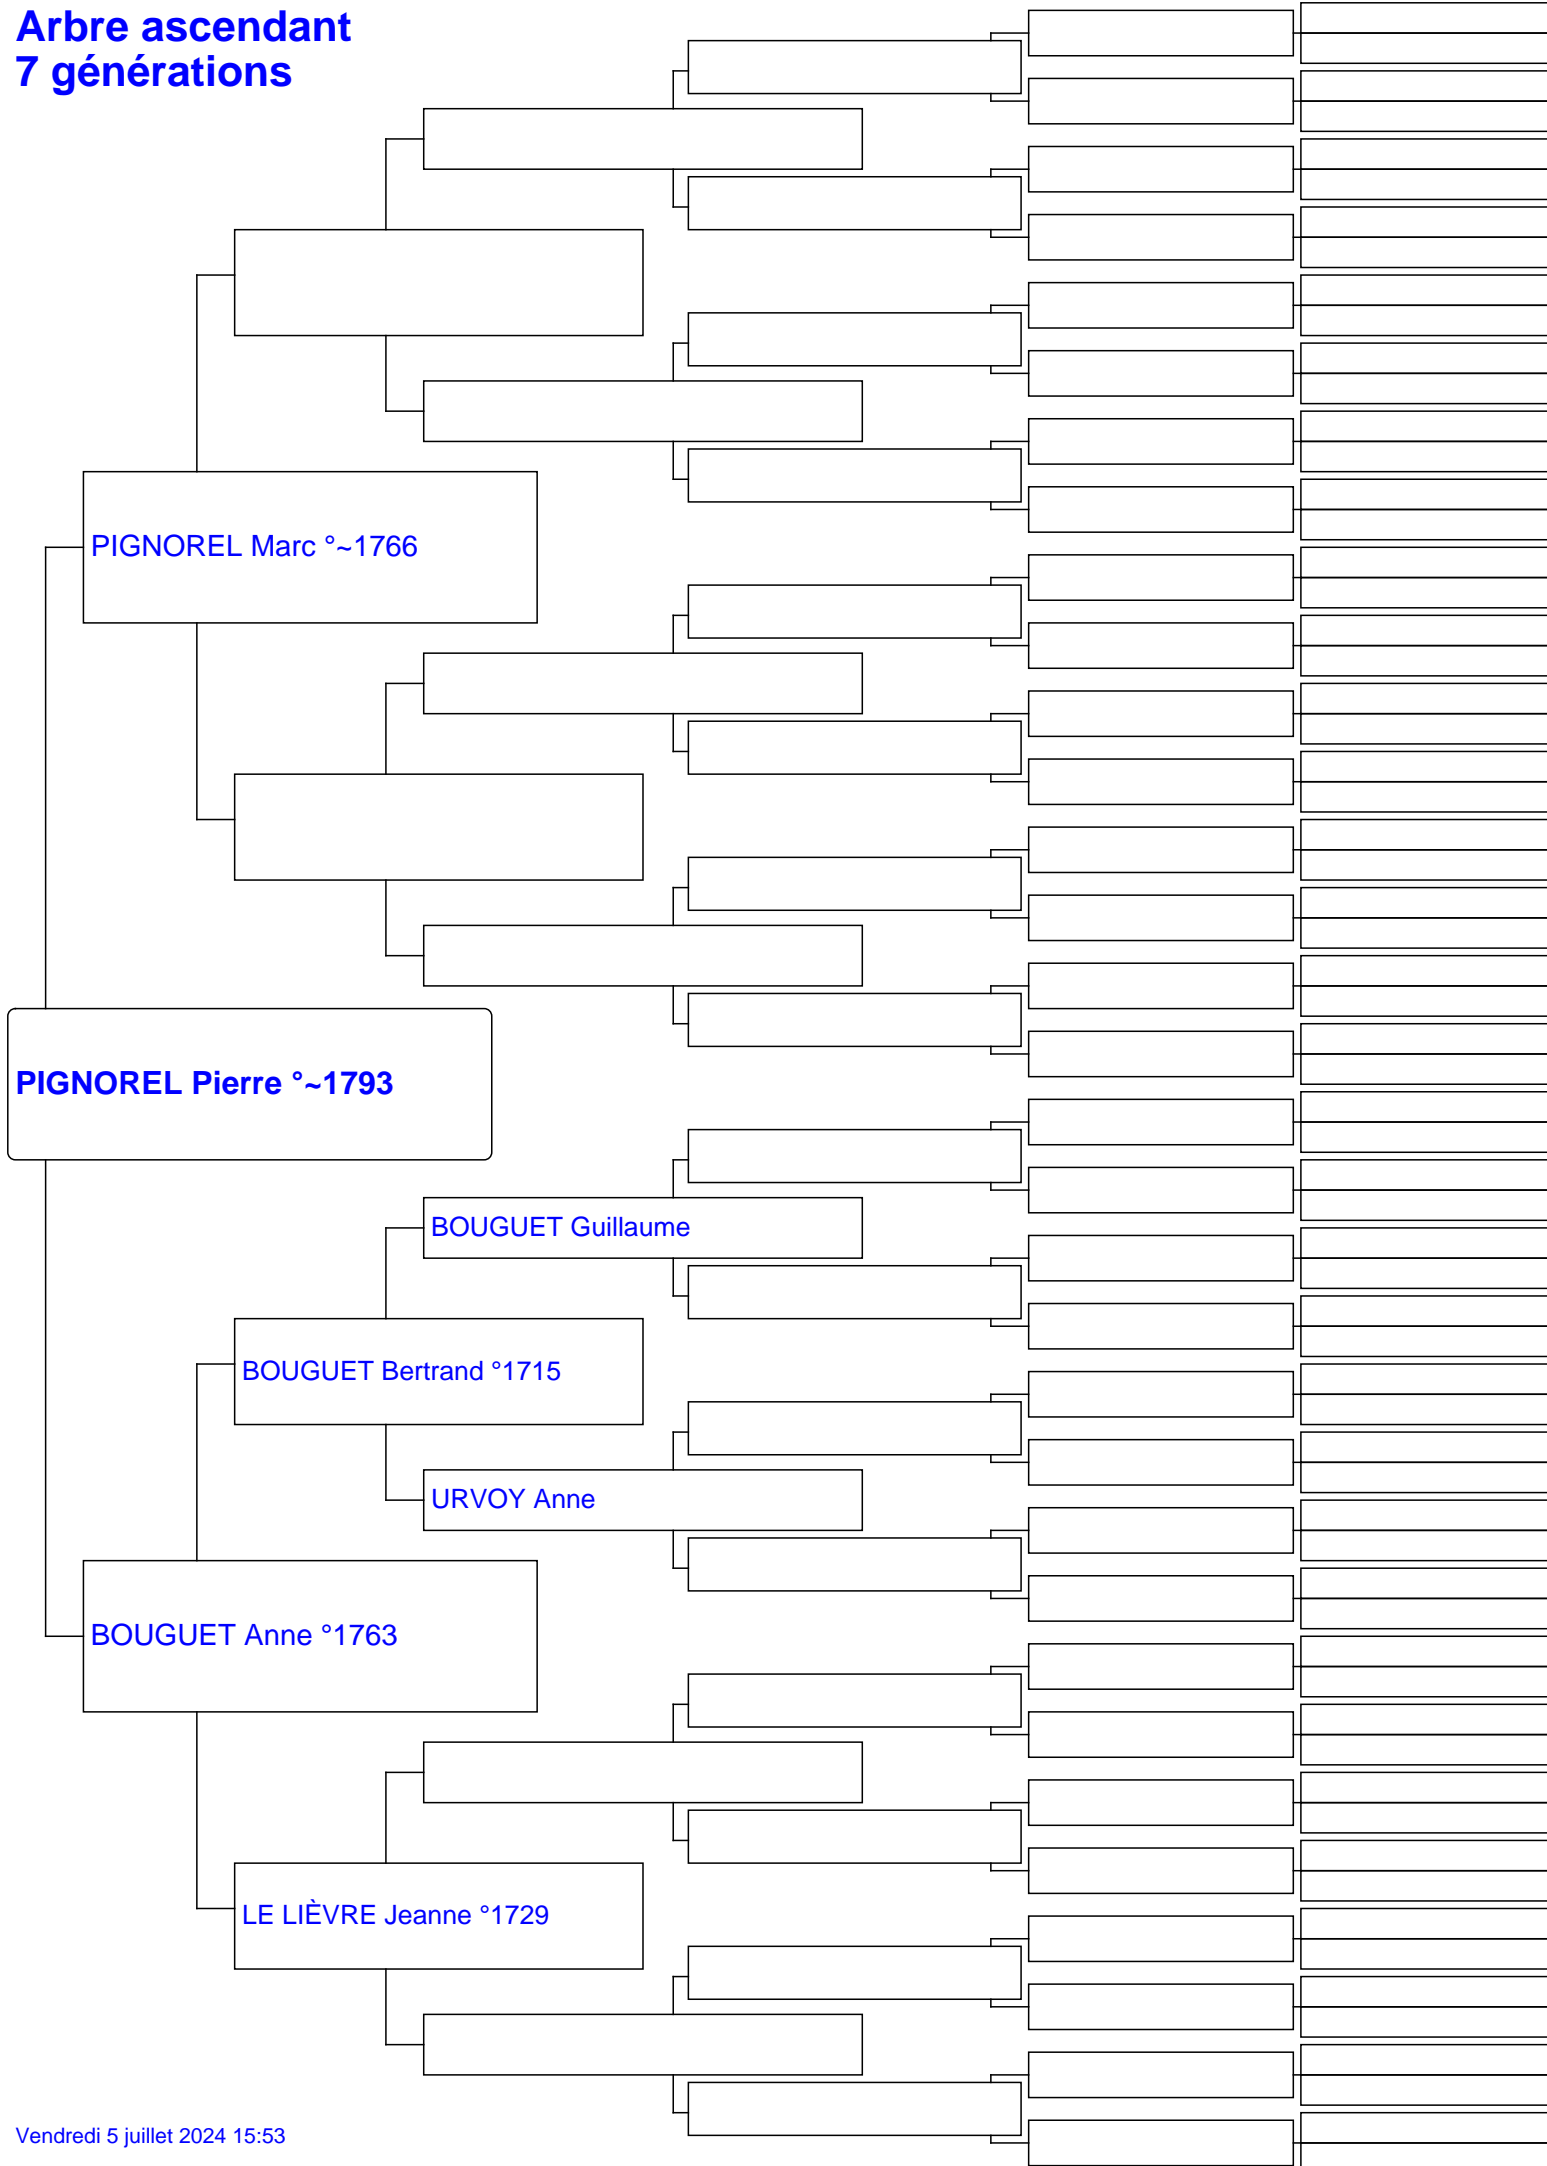 Arbre ascendant
7 générations
PIGNOREL Marc °~1766
PIGNOREL Pierre °~1793
BOUGUET Guillaume
BOUGUET Bertrand °1715
URVOY Anne
BOUGUET Anne °1763
LE LIÈVRE Jeanne °1729
Vendredi 5 juillet 2024 15:53